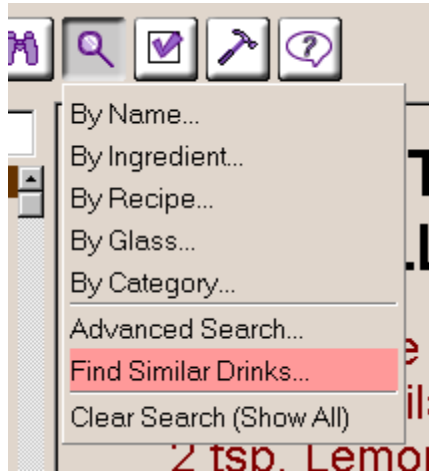 By Name...
By Ingredient...
By Recipe...
By Glass...
By Category...
Advanced Search...
Find Similar Drinks...
Clear Search (Show All)
2 tsp. Lemon